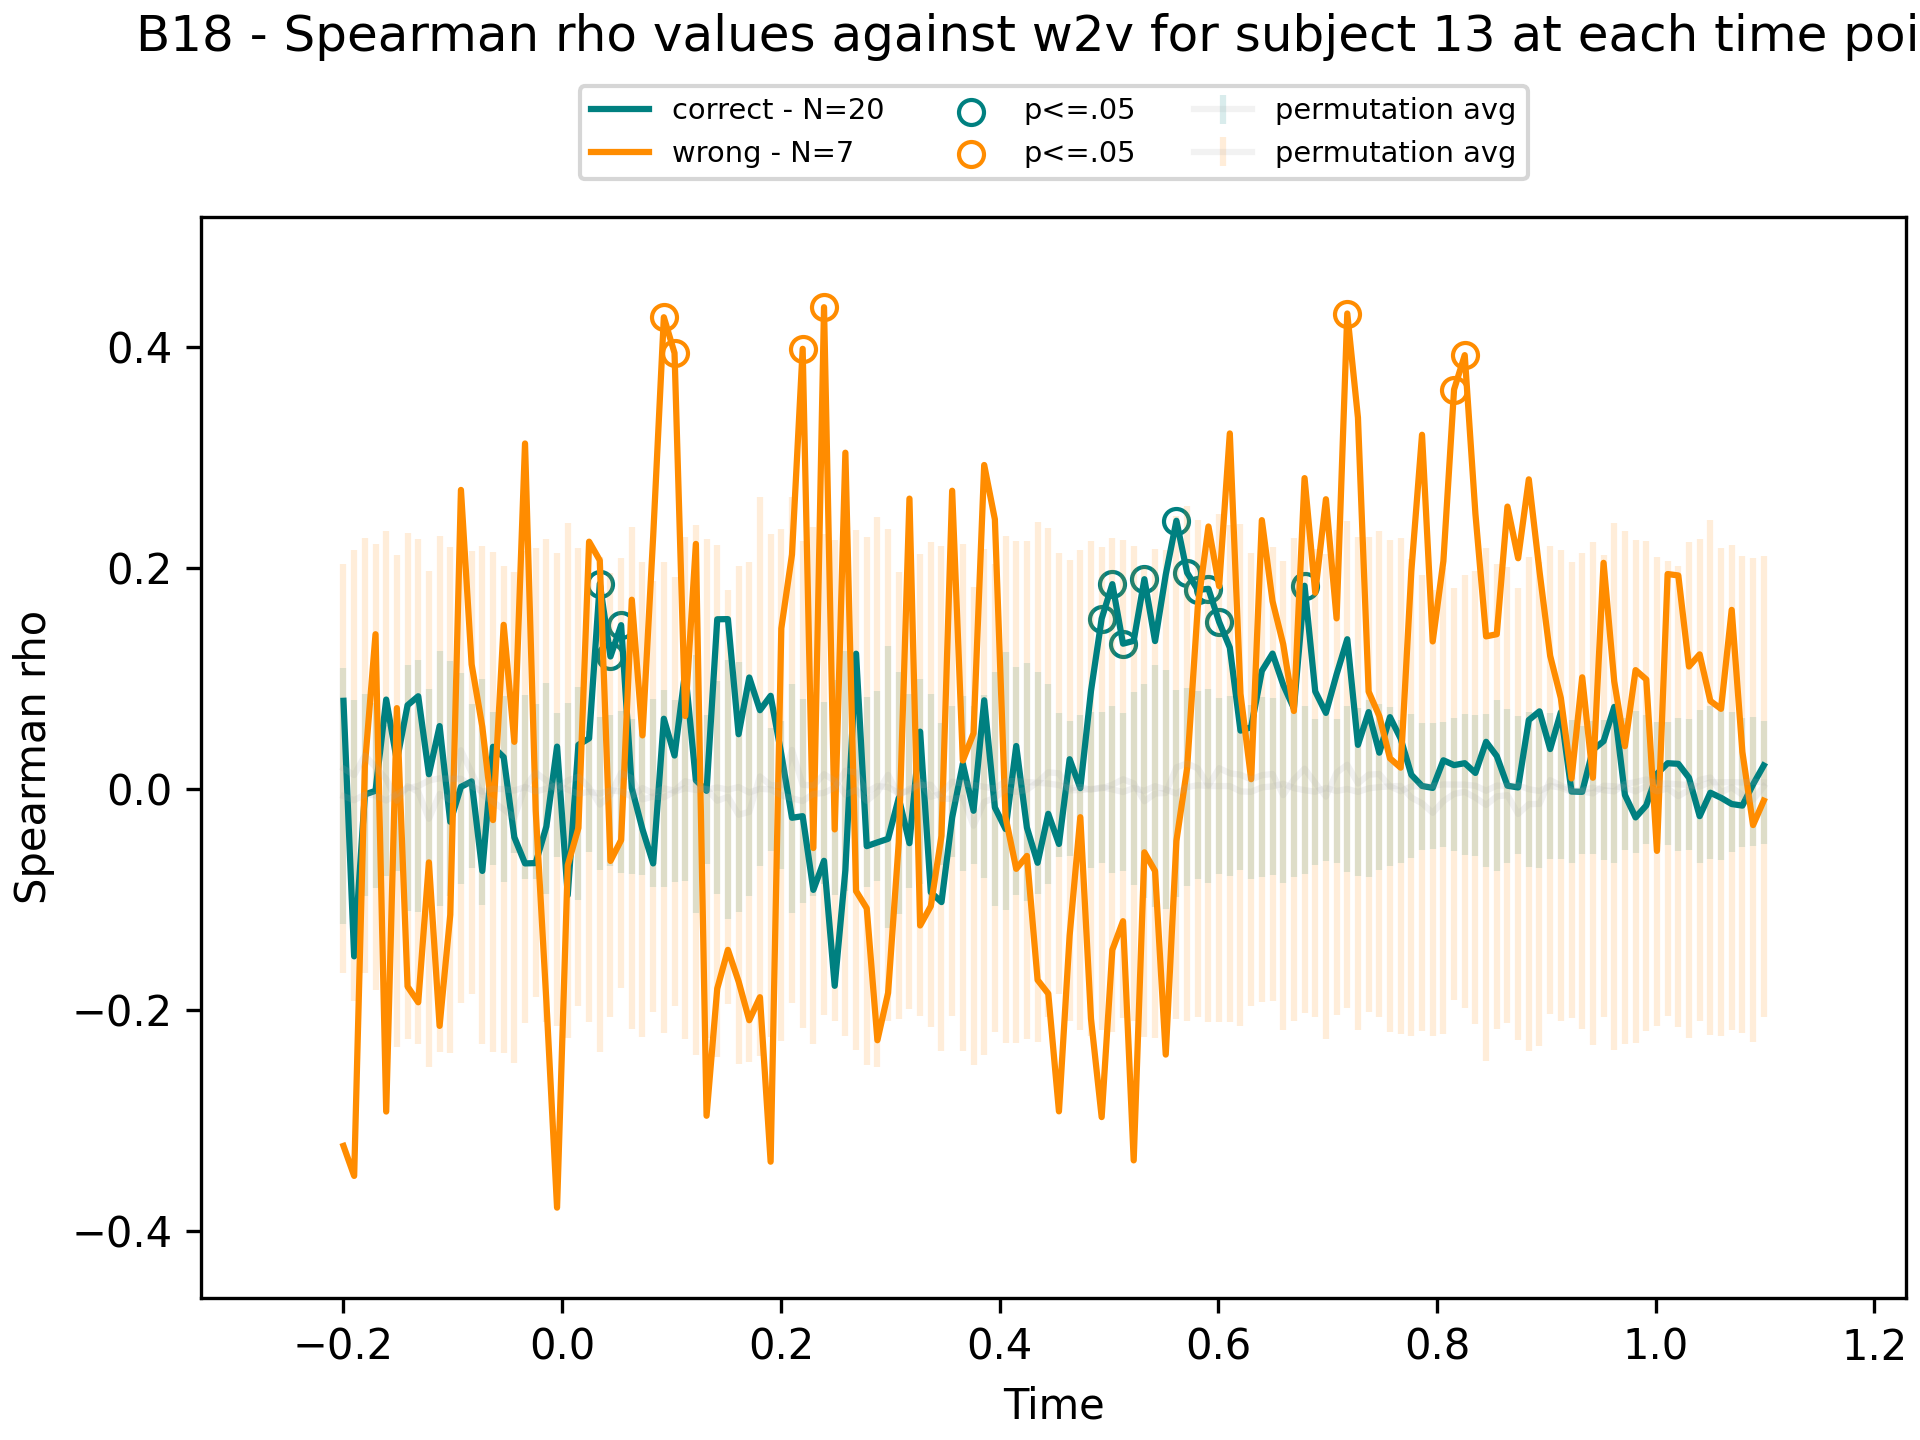 B18 - Spearman rho values against w2v for subject 13 at each time poi
correct - N=20
wrong - N=7
p<=.05
p<=.05
permutation avg
permutation avg
Spearman rho
0.4
0.2
0.0
−0.2
−0.4
−0.2 0.0 0.2 0.4 0.6 0.8 1.0 1.2
Time